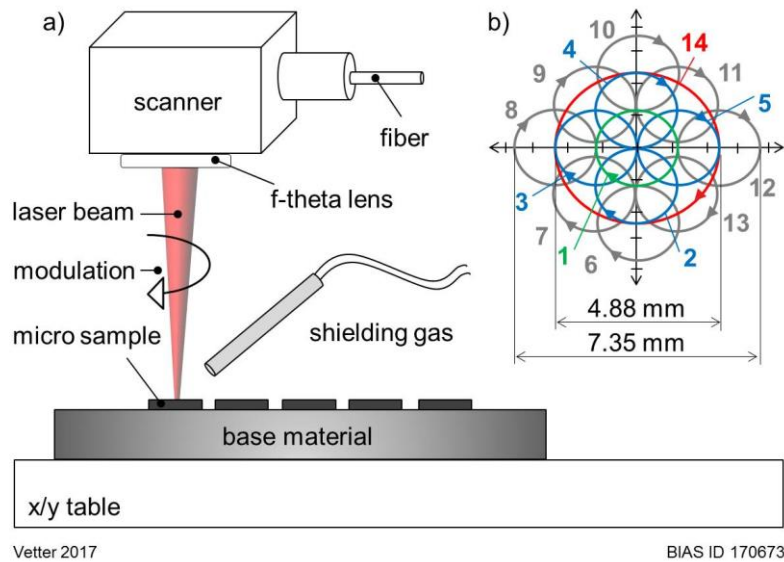 a)
scanner
fiber
f-theta lens
laser beam
modulation
micro sample
shielding gas
base material
x/y table
b)
10
4
14
9
11
8
5
3
12
7
13
1
6
2
4.88 mm
7.35 mm
Vetter 2017
BIAS ID 170673